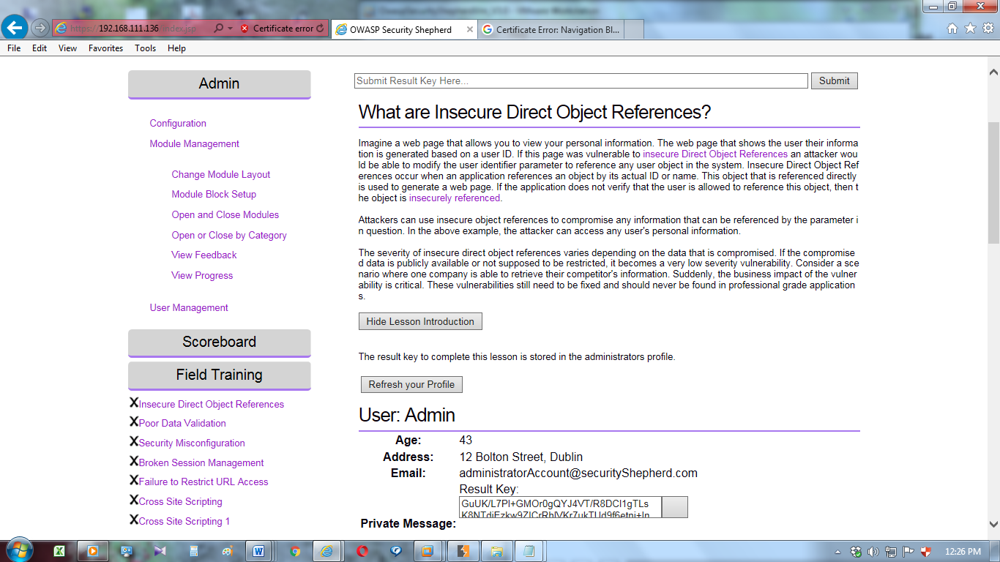 https://192.168.111.136/index.jsp
Certificate error
OWASP Security Shepherd
Certificate Error: Navigation Bl...
File Edit View Favorites Tools Help
Admin
Configuration
Module Management
Change Module Layout
Module Block Setup
Open and Close Modules
Open or Close by Category
View Feedback
View Progress
User Management
Scoreboard
Field Training
XInsecure Direct Object References
XPoor Data Validation
XSecurity Misconfiguration
XBroken Session Management
XFailure to Restrict URL Access
XCross Site Scripting
XCross Site Scripting 1
Submit Result Key Here...
Submit
What are Insecure Direct Object References?
Imagine a web page that allows you to view your personal information. The web page that shows the user their informa
tion is generated based on a user ID. If this page was vulnerable to insecure Direct Object References an attacker wou
ld be able to modify the user identifier parameter to reference any user object in the system. Insecure Direct Object Ref
erences occur when an application references an object by its actual ID or name. This object that is referenced directly
is used to generate a web page. If the application does not verify that the user is allowed to reference this object, then t
he object is insecurely referenced.
Attackers can use insecure object references to compromise any information that can be referenced by the parameter i
n question. In the above example, the attacker can access any user's personal information.
The severity of insecure direct object references varies depending on the data that is compromised. If the compromise
d data is publicly available or not supposed to be restricted, it becomes a very low severity vulnerability. Consider a sce
nario where one company is able to retrieve their competitor's information. Suddenly, the business impact of the vulner
ability is critical. These vulnerabilities still need to be fixed and should never be found in professional grade application
s.
Hide Lesson Introduction
The result key to complete this lesson is stored in the administrators profile.
Refresh your Profile
User: Admin
Age: 43
Address: 12 Bolton Street, Dublin
Email: administratorAccount@securityShepherd.com
Result Key:
Private Message:
12:26 PM